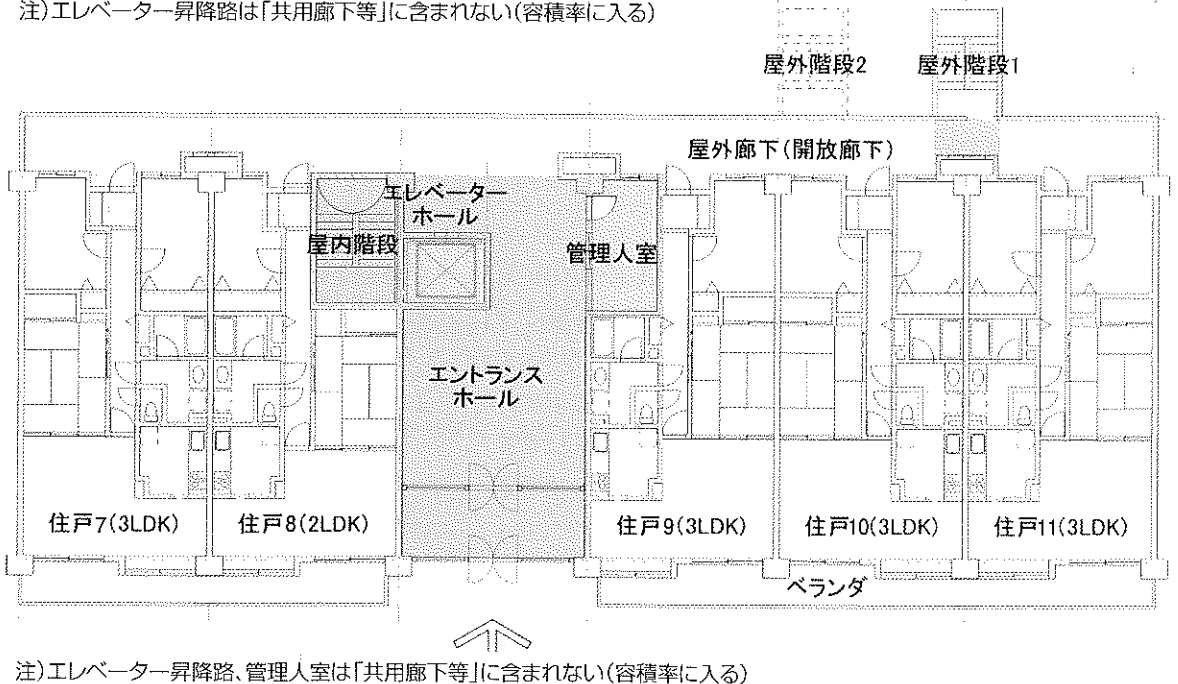 注)エレベーター昇降路は「共用廊下等」に含まれない(容積率に入る)
屋外階段2
屋外階段1
屋外廊下(開放廊下)
エレベーター
ホール
屋内階段
管理人室
エントランス
ホール
住戸7(3LDK)
住戸8(2LDK)
住戸9(3LDK)
住戸10(3LDK)
住戸11(3LDK)
ベランダ
注)エレベーター昇降路、管理人室は「共用廊下等」に含まれない(容積率に入る)